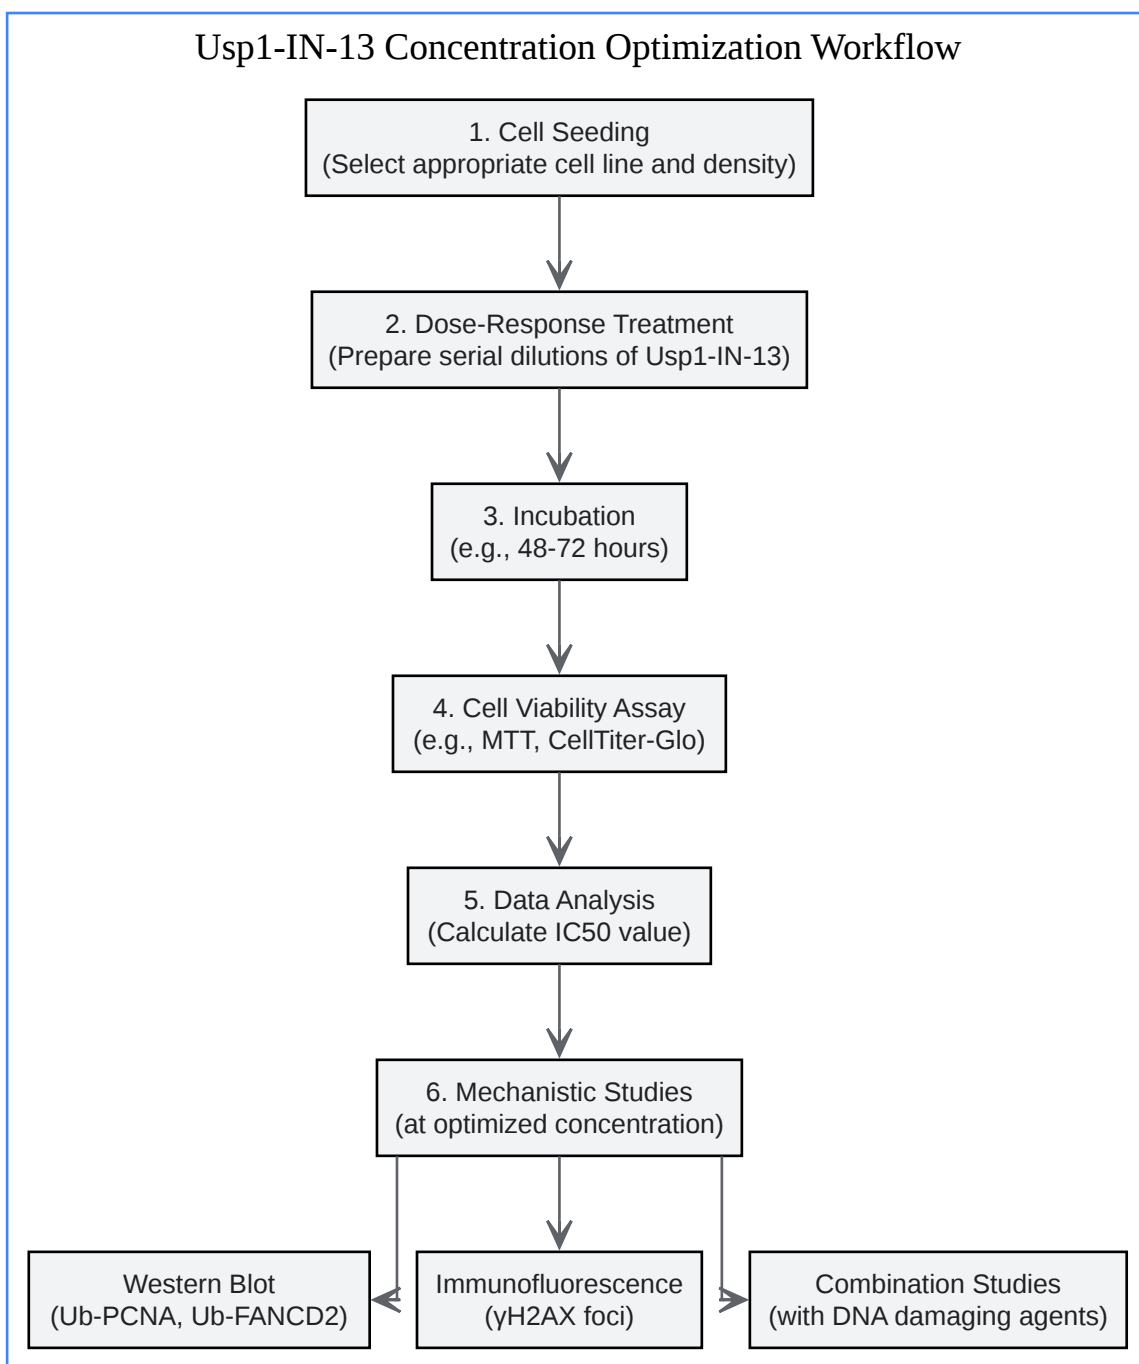 Usp1-IN-13 Concentration Optimization Workflow
1. Cell Seeding
(Select appropriate cell line and density)
2. Dose-Response Treatment
(Prepare serial dilutions of Usp1-IN-13)
3. Incubation
(e.g., 48-72 hours)
4. Cell Viability Assay
(e.g., MTT, CellTiter-Glo)
5. Data Analysis
(Calculate IC50 value)
6. Mechanistic Studies
(at optimized concentration)
Western Blot
(Ub-PCNA, Ub-FANCD2)
Immunofluorescence
(γH2AX foci)
Combination Studies
(with DNA damaging agents)